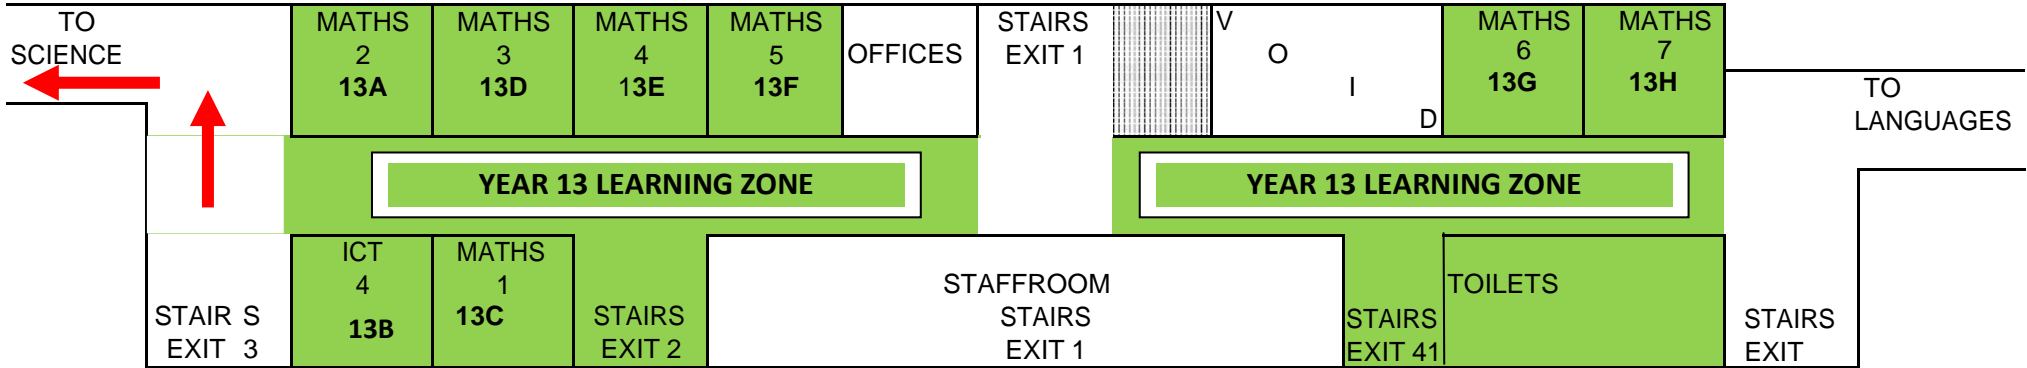 TO
SCIENCE
MATHS
2
13A
MATHS
3
13D
MATHS
4
13E
MATHS
5
13F
OFFICES
STAIRS
EXIT 1
V
O
I
D
MATHS
6
13G
MATHS
7
13H
TO
LANGUAGES
YEAR 13 LEARNING ZONE
YEAR 13 LEARNING ZONE
STAIR S
EXIT 3
ICT
4
13B
MATHS
1
13C
STAIRS
EXIT 2
STAFFROOM
STAIRS
EXIT 1
STAIRS
EXIT 41
TOILETS
STAIRS
EXIT